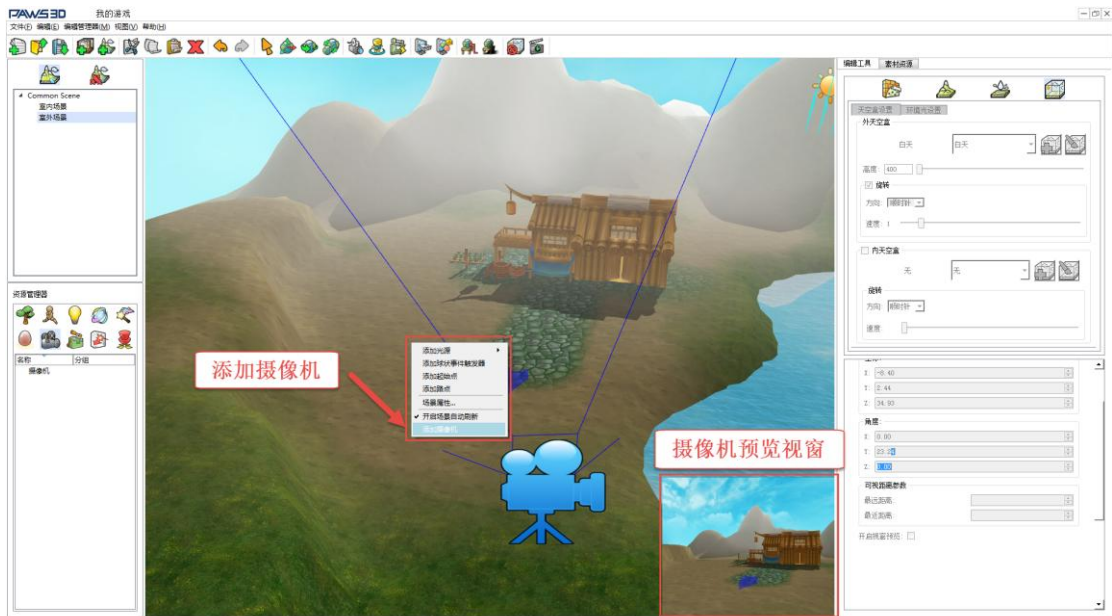 PAWS3D 我的游戏
文件(F) 编辑(E) 编辑管理器(M) 视图(V) 帮助(H)
编辑工具 素材资源
Common Scene
室内场景
室外场景
天空盒设置 环境光设置
外天空盒
白天 白天
高度: 400
旋转
方向: 顺时针
速度: 1
内天空盒
无 无
旋转
方向: 顺时针
速度
资源管理器
名称 分组
摄像机
添加摄像机
添加光源
添加球状事件触发器
添加起始点
添加路点
场景属性...
开启场景自动刷新
添加摄像机
摄像机预览视窗
X: -8.40
Y: 2.44
Z: 34.93
角度:
X: 0.00
Y: 23.24
Z: 0.00
可视距离参数
最远距离:
最近距离: